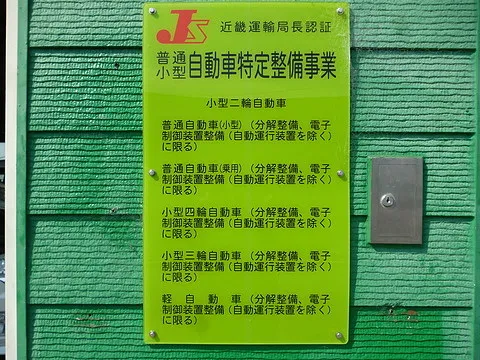 JS 近畿運輸局長認証
普通
小型 自動車特定整備事業
小型二輪自動車
普通自動車(小型) (分解整備、電子
制御装置整備(自動運行装置を除く)
に限る)
普通自動車(乗用) (分解整備、電子
制御装置整備(自動運行装置を除く)
に限る)
小型四輪自動車 (分解整備、電子
制御装置整備(自動運行装置を除く)
に限る)
小型三輪自動車 (分解整備、電子
制御装置整備(自動運行装置を除く)
に限る)
軽自動車 (分解整備、電子
制御装置整備(自動運行装置を除く)
に限る)